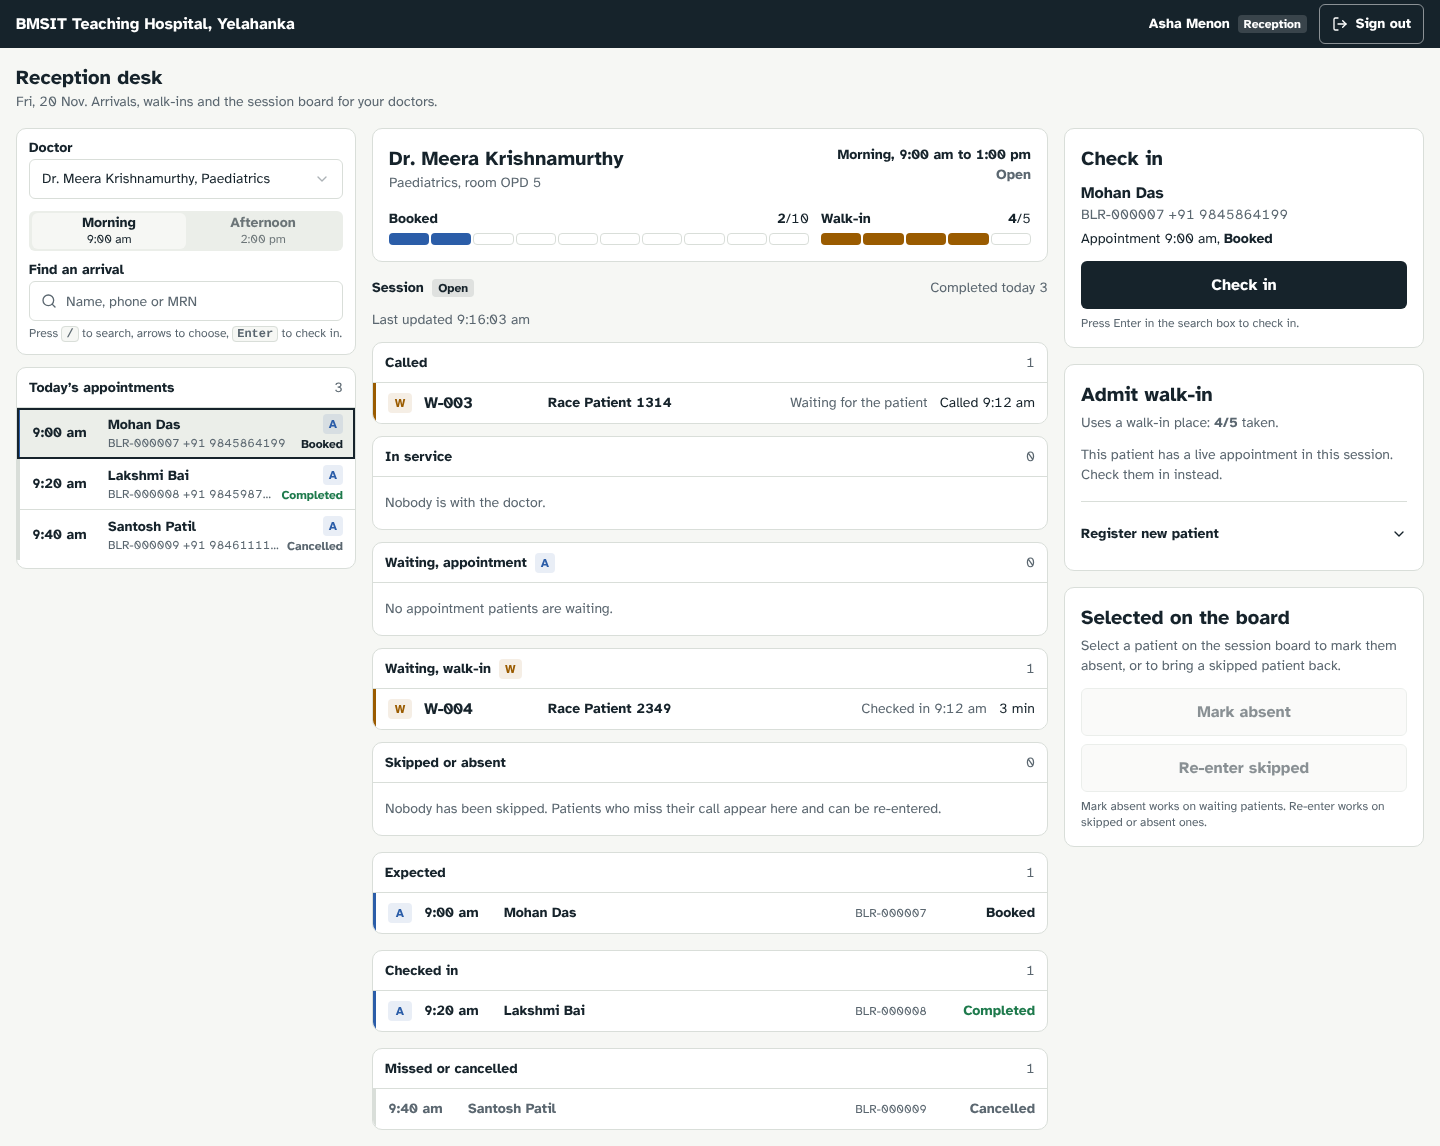 BMSIT Teaching Hospital, Yelahanka
Asha Menon Reception Sign out
Reception desk
Fri, 20 Nov. Arrivals, walk-ins and the session board for your doctors.
Doctor
Dr. Meera Krishnamurthy, Paediatrics
Morning
9:00 am
Afternoon
2:00 pm
Find an arrival
Name, phone or MRN
Press / to search, arrows to choose, Enter to check in.
Today's appointments 3
9:00 am Mohan Das A
BLR-000007 +91 9845864199 Booked
9:20 am Lakshmi Bai A
BLR-000008 +91 9845987... Completed
9:40 am Santosh Patil A
BLR-000009 +91 98461111... Cancelled
Dr. Meera Krishnamurthy
Paediatrics, room OPD 5
Morning, 9:00 am to 1:00 pm
Open
Booked 2/10
Walk-in 4/5
Session Open Completed today 3
Last updated 9:16:03 am
Called 1
W W-003 Race Patient 1314 Waiting for the patient Called 9:12 am
In service 0
Nobody is with the doctor.
Waiting, appointment A 0
No appointment patients are waiting.
Waiting, walk-in W 1
W W-004 Race Patient 2349 Checked in 9:12 am 3 min
Skipped or absent 0
Nobody has been skipped. Patients who miss their call appear here and can be re-entered.
Expected 1
A 9:00 am Mohan Das BLR-000007 Booked
Checked in 1
A 9:20 am Lakshmi Bai BLR-000008 Completed
Missed or cancelled 1
9:40 am Santosh Patil BLR-000009 Cancelled
Check in
Mohan Das
BLR-000007 +91 9845864199
Appointment 9:00 am, Booked
Check in
Press Enter in the search box to check in.
Admit walk-in
Uses a walk-in place: 4/5 taken.
This patient has a live appointment in this session.
Check them in instead.
Register new patient
Selected on the board
Select a patient on the session board to mark them
absent, or to bring a skipped patient back.
Mark absent
Re-enter skipped
Mark absent works on waiting patients. Re-enter works on
skipped or absent ones.